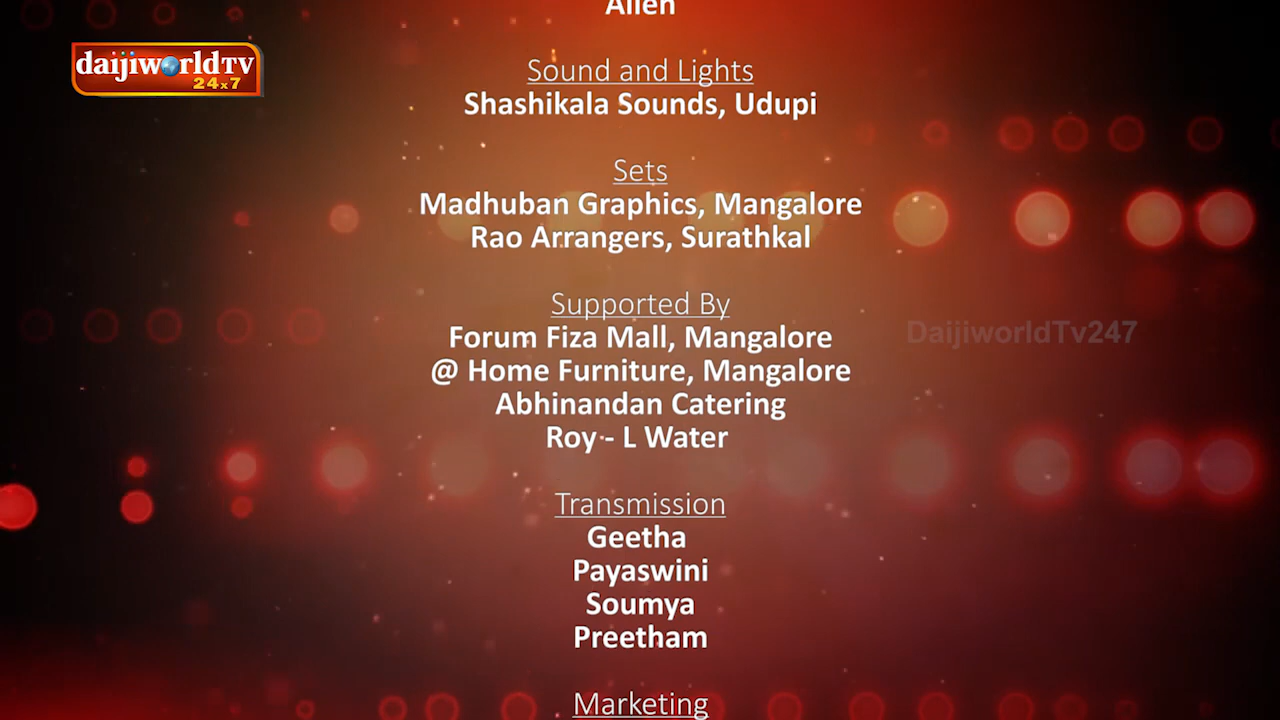 Allen
daijiworldTV
24x7
Sound and Lights
Shashikala Sounds, Udupi
Sets
Madhuban Graphics, Mangalore
Rao Arrangers, Surathkal
Supported By
Forum Fiza Mall, Mangalore
DaijiworldTv247
@ Home Furniture, Mangalore
Abhinandan Catering
Roy - L Water
Transmission
Geetha
Payaswini
Soumya
Preetham
Marketing